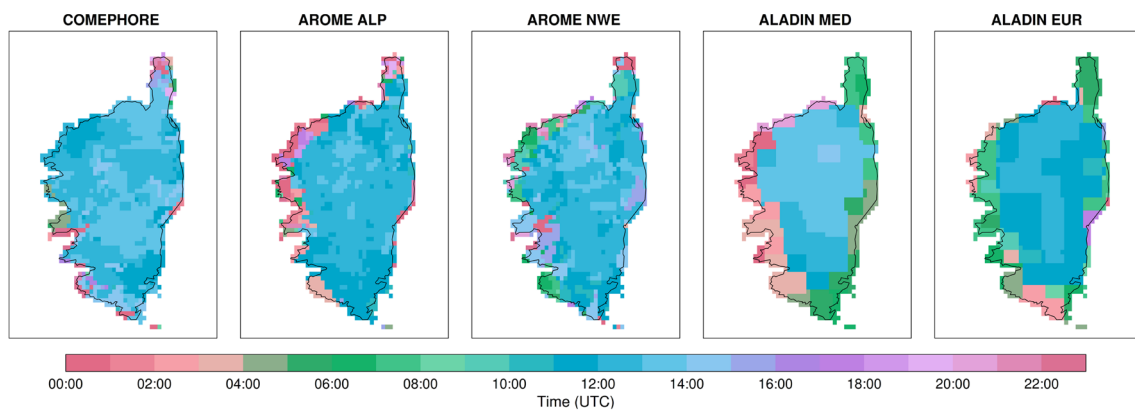 COMEPHORE AROME ALP AROME NWE ALADIN MED ALADIN EUR
00:00 02:00 04:00 06:00 08:00 10:00 12:00 14:00 16:00 18:00 20:00 22:00
Time (UTC)